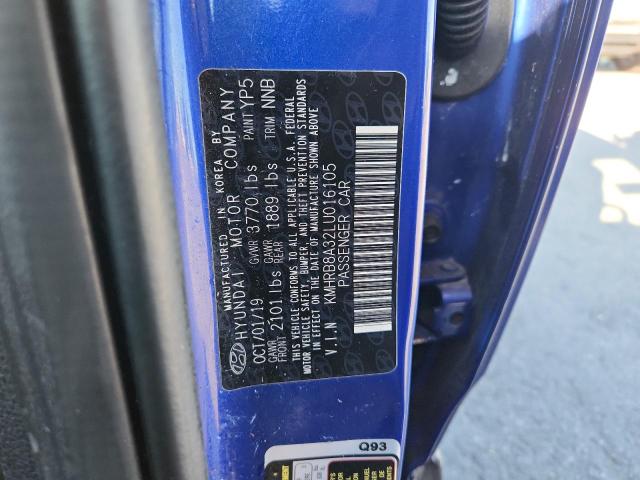 MANUFACTURED IN KOREA BY
HYUNDAI MOTOR COMPANY
OCT/01/19 GVWR 3770 lbs PAINT YP5
GAWR FRONT 2101 lbs GAWR REAR 1889 lbs TRIM NNB
THIS VEHICLE CONFORMS TO ALL APPLICABLE U.S.A. FEDERAL
MOTOR VEHICLE SAFETY, BUMPER, AND THEFT PREVENTION STANDARDS
IN EFFECT ON THE DATE OF MANUFACTURE SHOWN ABOVE
V.I.N KMHRB8A32LU016105
PASSENGER CAR
Q93